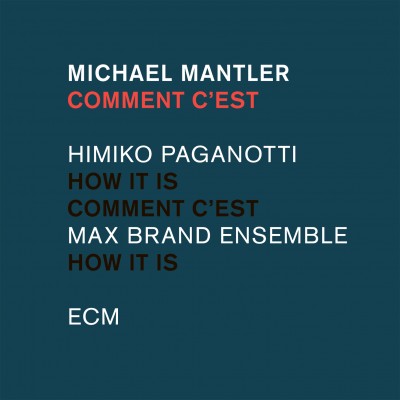 MICHAEL MANTLER
COMMENT C'EST
HIMIKO PAGANOTTI
HOW IT IS
COMMENT C'EST
MAX BRAND ENSEMBLE
HOW IT IS
ECM